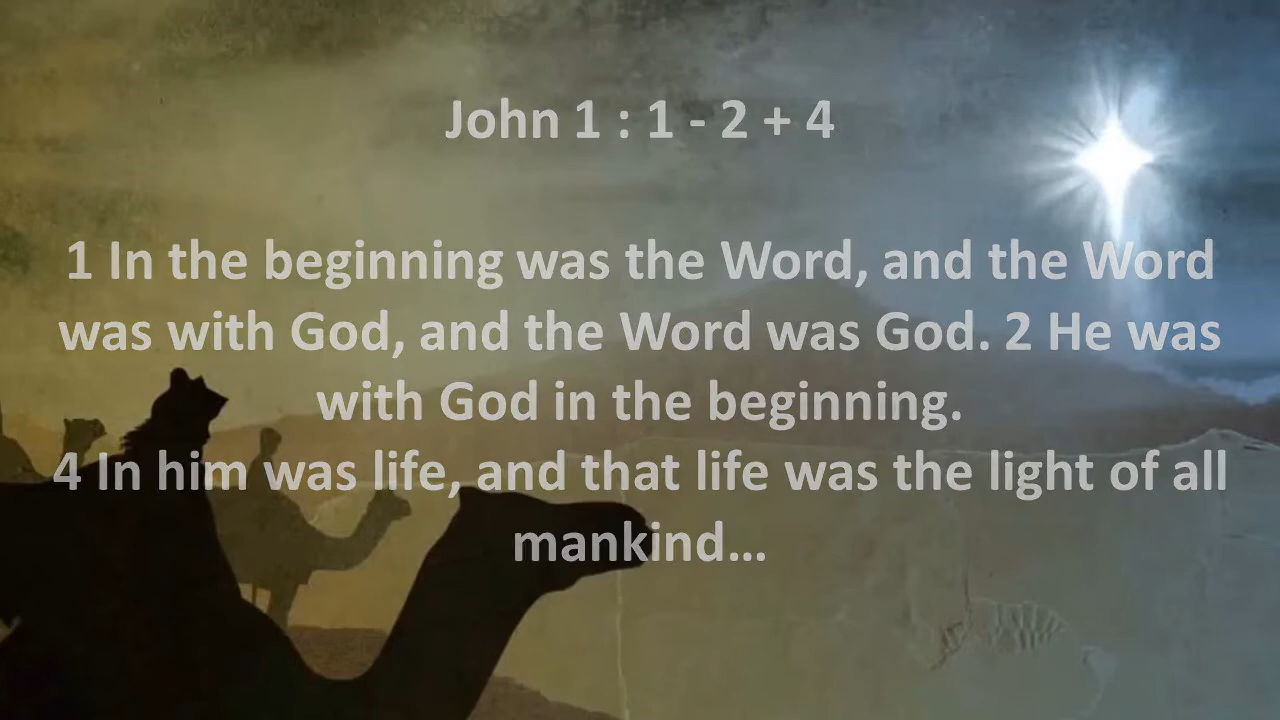 John 1 : 1 - 2 + 4
1 In the beginning was the Word, and the Word
was with God, and the Word was God. 2 He was
with God in the beginning.
4 In him was life, and that life was the light of all
mankind…